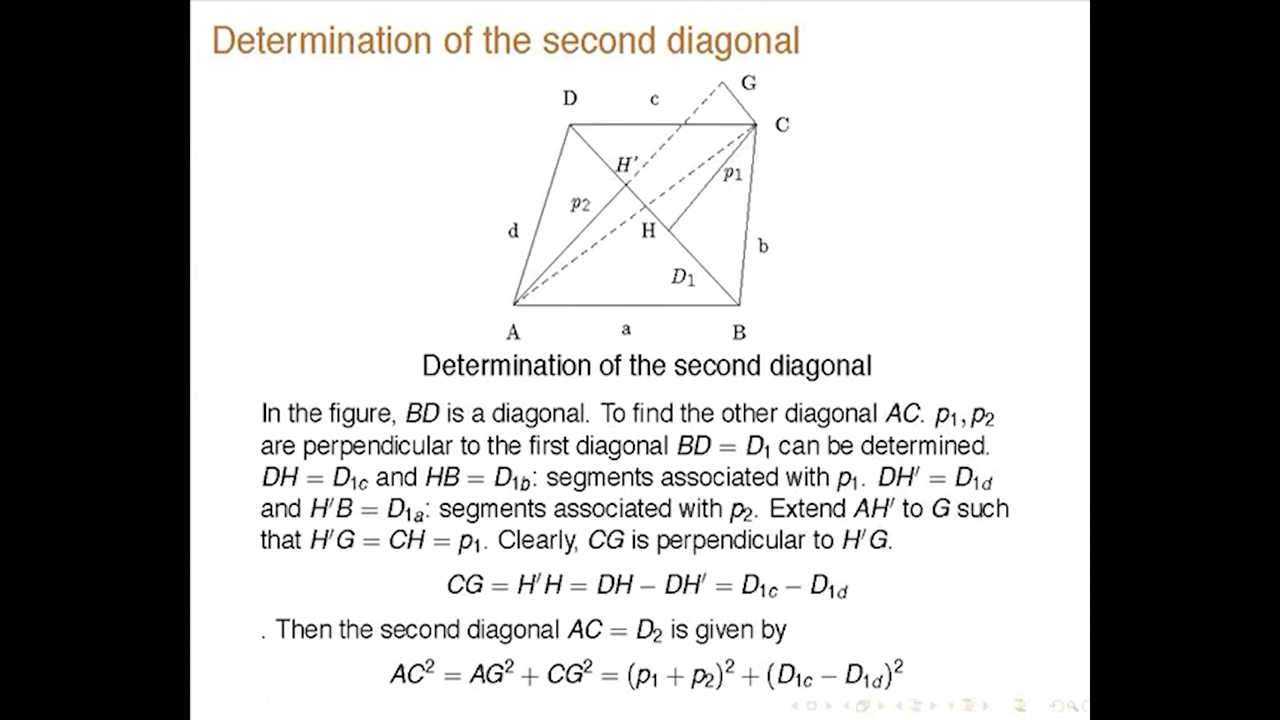 Determination of the second diagonal
G
D
c
C
H′
p₁
p₂
d
H
b
D₁
A
a
B
Determination of the second diagonal
In the figure, BD is a diagonal. To find the other diagonal AC. p₁, p₂
are perpendicular to the first diagonal BD = D₁ can be determined.
DH = D₁c and HB = D₁b: segments associated with p₁. DH′ = D₁d
and H′B = D₁a: segments associated with p₂. Extend AH′ to G such
that H′G = CH = p₁. Clearly, CG is perpendicular to H′G.
CG = H′H = DH − DH′ = D₁c − D₁d
. Then the second diagonal AC = D₂ is given by
AC² = AG² + CG² = (p₁ + p₂)² + (D₁c − D₁d)²